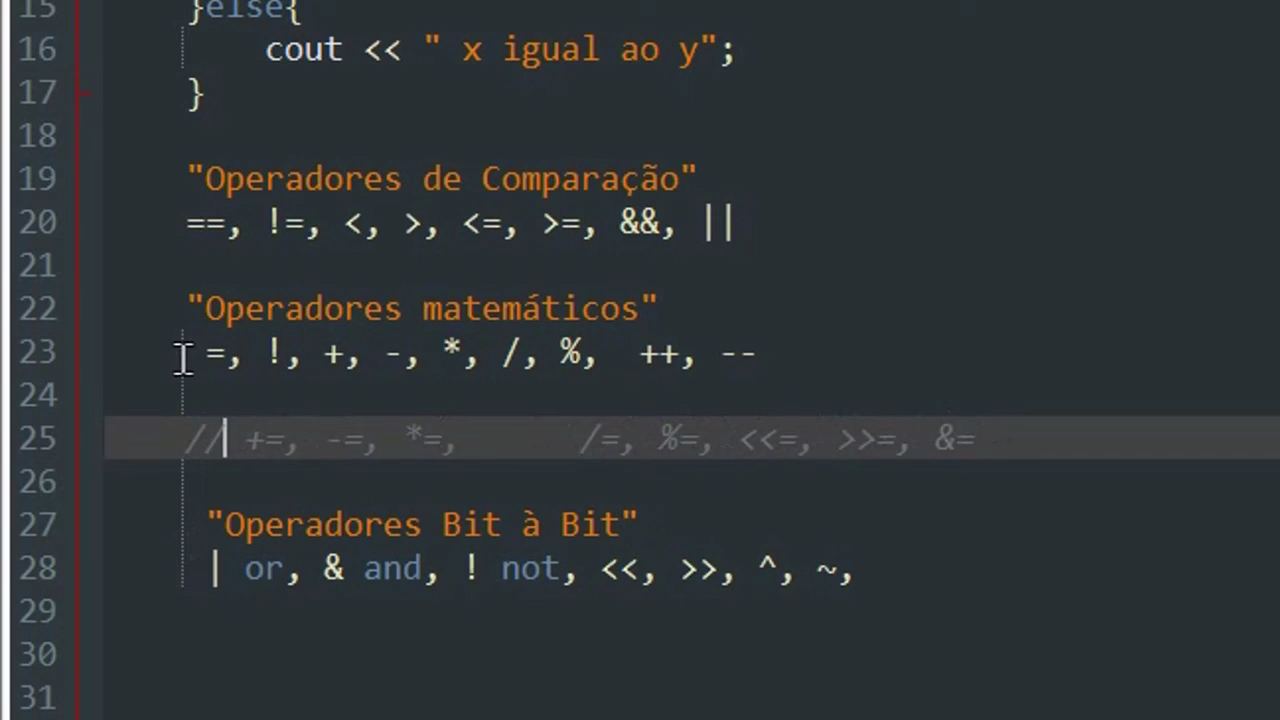 15 }else{
16 cout << " x igual ao y";
17 }
18
19 "Operadores de Comparação"
20 ==, !=, <, >, <=, >=, &&, ||
21
22 "Operadores matemáticos"
23 =, !, +, -, *, /, %,  ++, --
24
25 // +=, -=, *=,      /=, %=, <<=, >>=, &=
26
27 "Operadores Bit à Bit"
28 | or, & and, ! not, <<, >>, ^, ~,
29
30
31